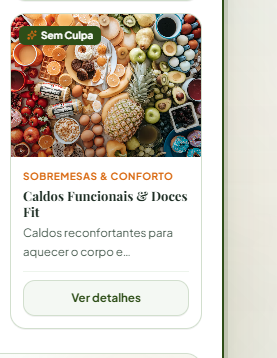 Sem Culpa
SOBREMESAS & CONFORTO
Caldos Funcionais & Doces
Fit
Caldos reconfortantes para
aquecer o corpo e...
Ver detalhes